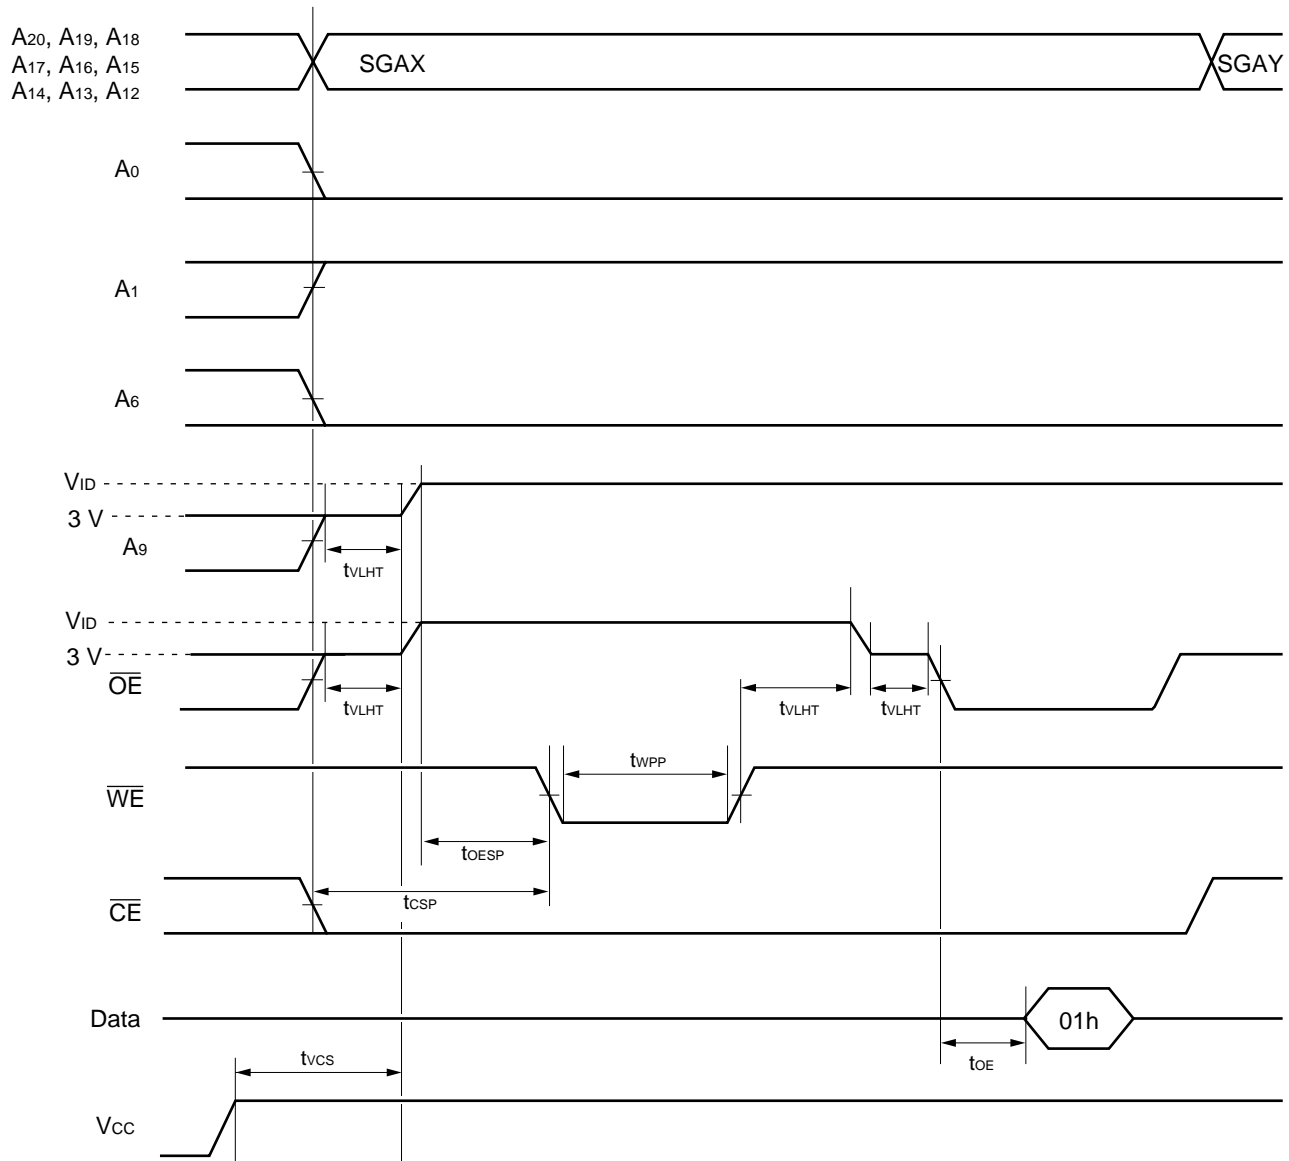 A20, A19, A18
A17, A16, A15
A14, A13, A12
SGAX
SGAY
A0
A1
A6
VID
3 V
A9
tVLHT
VID
3 V
OE
tVLHT
tVLHT
tVLHT
tWPP
WE
tOESP
tCSP
CE
Data
01h
tOE
tVCS
VCC